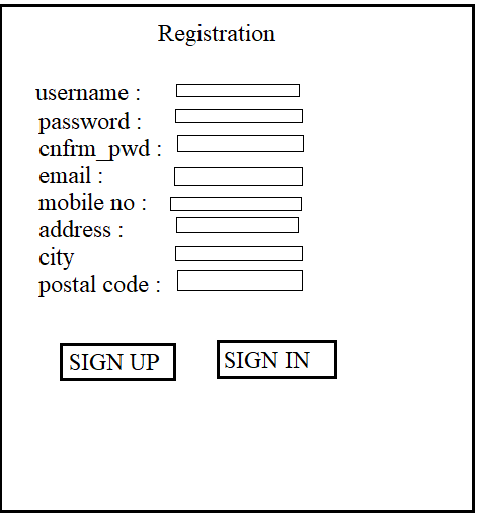 Registration
username :
password :
cnfrm_pwd :
email :
mobile no :
address :
city
postal code :
SIGN UP
SIGN IN